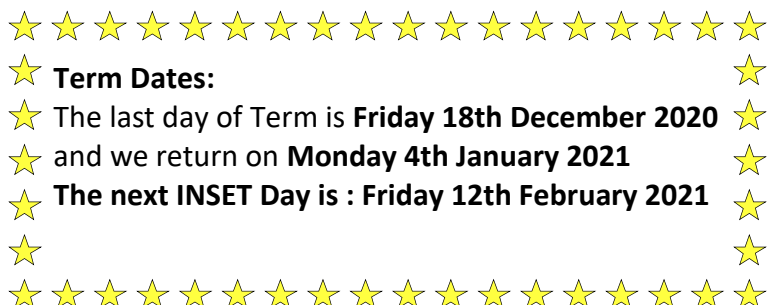 Term Dates:
The last day of Term is Friday 18th December 2020
and we return on Monday 4th January 2021
The next INSET Day is : Friday 12th February 2021